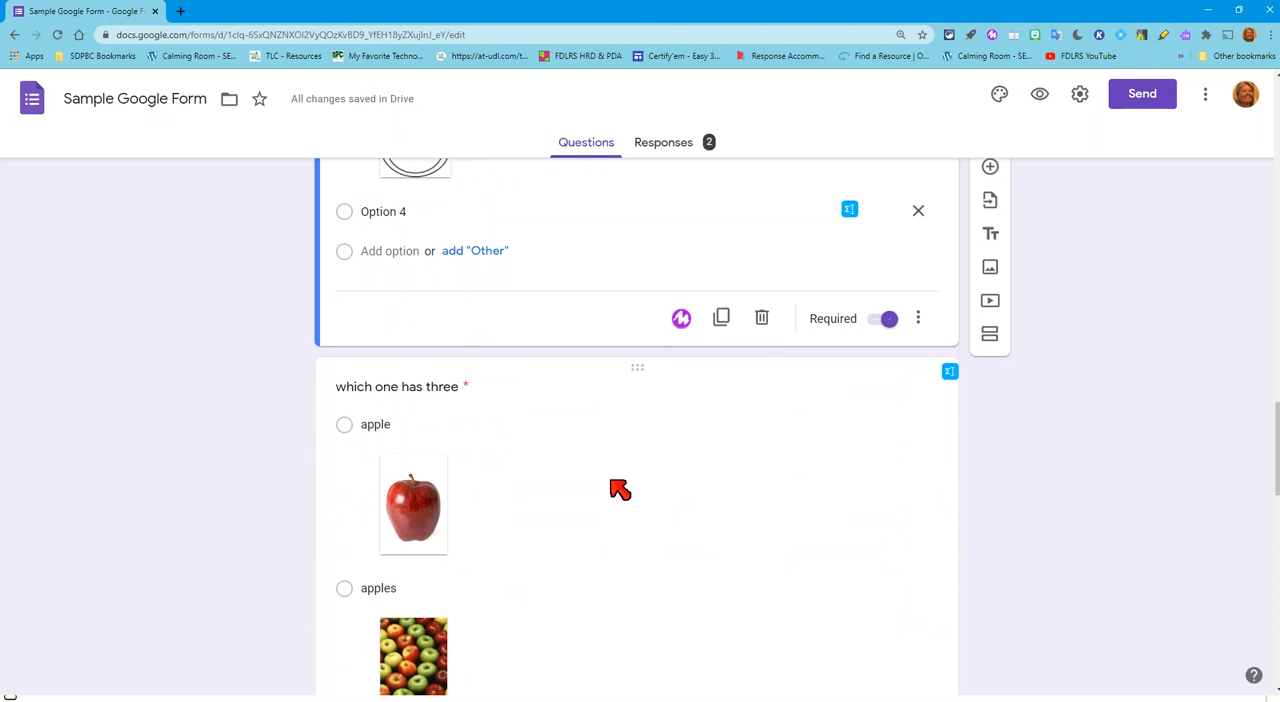 Sample Google Form - Google F
docs.google.com/forms/d/1clq-6SxQNZNXOI2VyQOzKvBD9_YfEH18yZXujInJ_eY/edit
Apps SDPBC Bookmarks Calming Room - SE... TLC - Resources My Favorite Techno... https://at-udl.com/t... FDLRS HRD & PDA Certify'em - Easy 3... Response Accomm... Find a Resource | O... Calming Room - SE... FDLRS YouTube » Other bookmarks
Sample Google Form All changes saved in Drive Send
Questions Responses 2
Option 4
Add option or add "Other"
Required
which one has three *
apple
apples